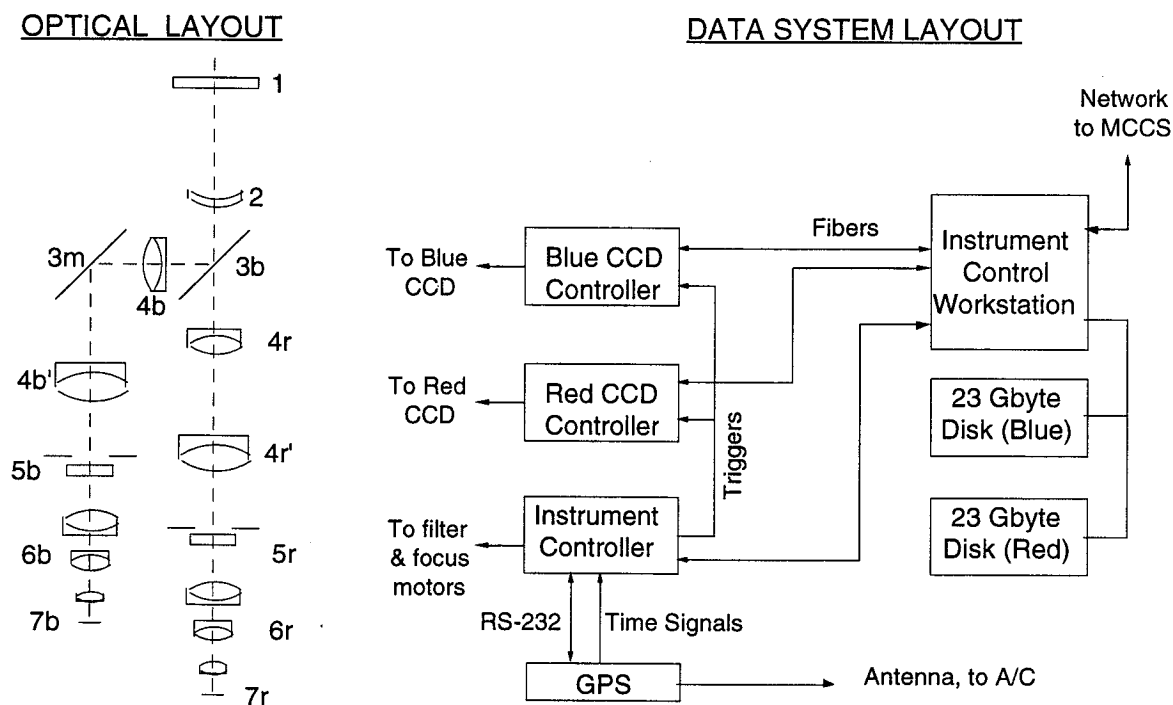 OPTICAL LAYOUT
1
2
3m
3b
4b
4r
4b'
4r'
5b
5r
6b
6r
7b
7r
DATA SYSTEM LAYOUT
Network
to MCCS
Fibers
To Blue
CCD
Blue CCD
Controller
Instrument
Control
Workstation
To Red
CCD
Red CCD
Controller
Triggers
23 Gbyte
Disk (Blue)
To filter
& focus
motors
Instrument
Controller
23 Gbyte
Disk (Red)
RS-232
Time Signals
GPS
Antenna, to A/C